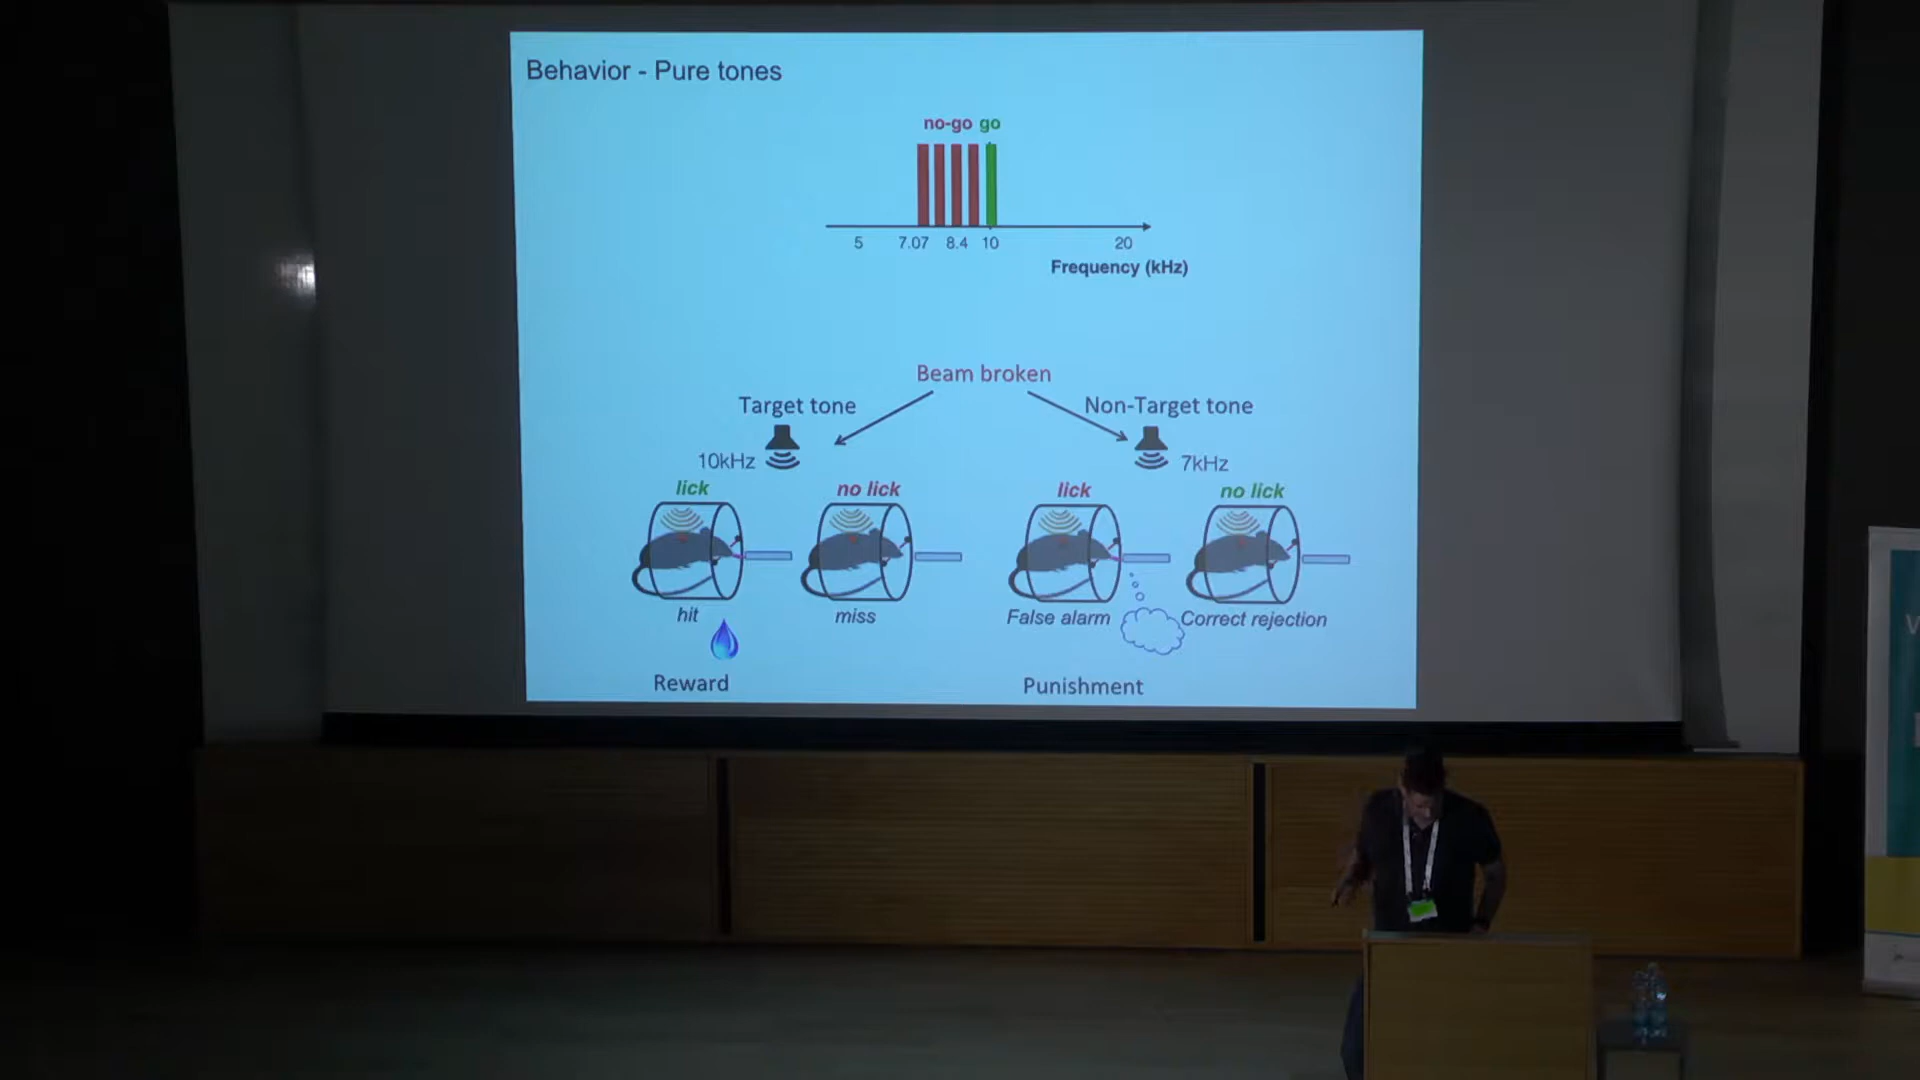 Behavior - Pure tones
no-go go
5 7.07 8.4 10 20
Frequency (kHz)
Beam broken
Target tone
Non-Target tone
10kHz
7kHz
lick
no lick
lick
no lick
hit
miss
False alarm
Correct rejection
Reward
Punishment